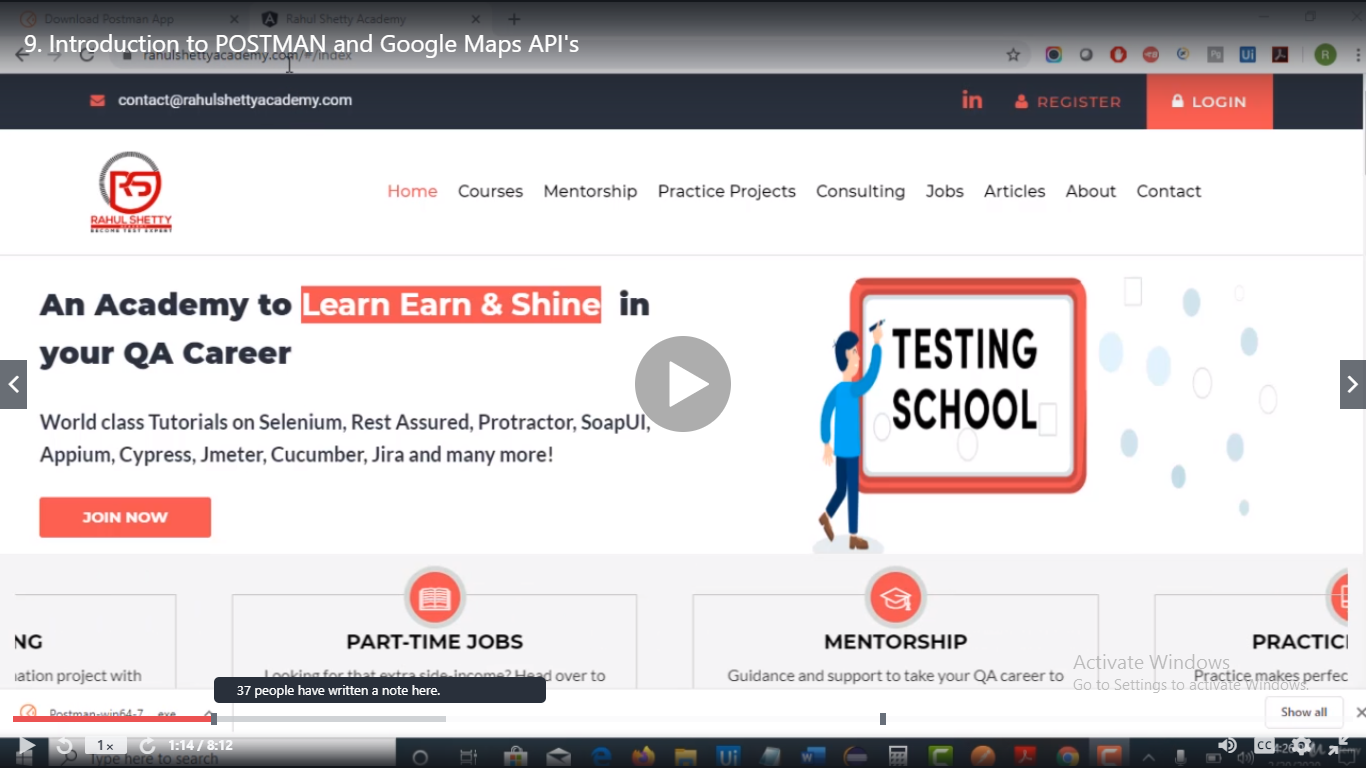 Download Postman App
Rahul Shetty Academy
9. Introduction to POSTMAN and Google Maps API's
rahulshettyacademy.com/#/index
contact@rahulshettyacademy.com
in
REGISTER
LOGIN
RS
RAHUL SHETTY
BECOME TEST EXPERT
Home Courses Mentorship Practice Projects Consulting Jobs Articles About Contact
An Academy to Learn Earn & Shine in
your QA Career
World class Tutorials on Selenium, Rest Assured, Protractor, SoapUI,
Appium, Cypress, Jmeter, Cucumber, Jira and many more!
JOIN NOW
TESTING
SCHOOL
NG
PART-TIME JOBS
MENTORSHIP
PRACTIC
ation project with
Looking for that extra side-income? Head over to
Guidance and support to take your QA career to
Practice makes perfec
Activate Windows
Go to Settings to activate Windows.
37 people have written a note here.
Postman-win64-7....exe
Show all
1x
1:14 / 8:12
CC
Type here to search